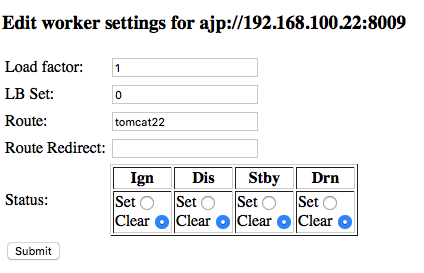 Edit worker settings for ajp://192.168.100.22:8009
Load factor: 1
LB Set: 0
Route: tomcat22
Route Redirect:
Ign Dis Stby Drn
Status:
Set Set Set Set
Clear Clear Clear Clear
Submit